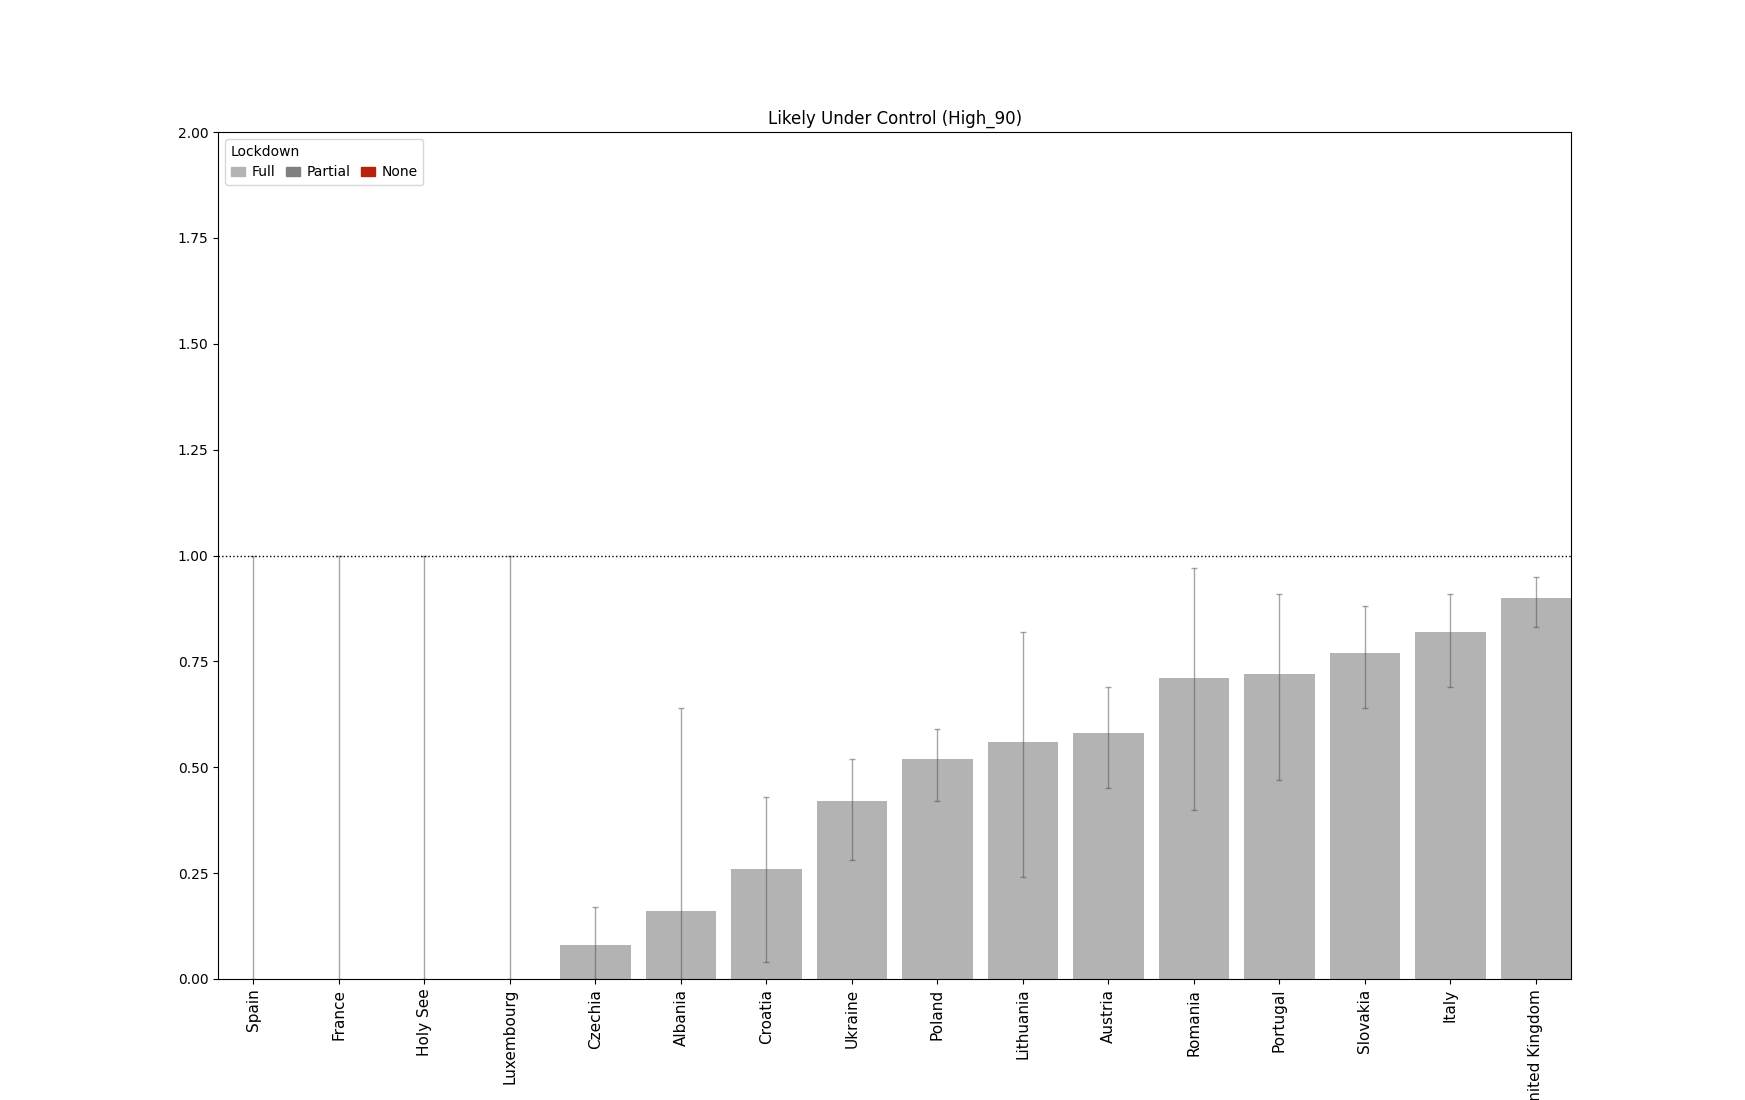 Likely Under Control (High_90)
2.00
1.75
1.50
1.25
1.00
0.75
0.50
0.25
0.00
Lockdown
Full Partial None
Spain
France
Holy See
Luxembourg
Czechia
Albania
Croatia
Ukraine
Poland
Lithuania
Austria
Romania
Portugal
Slovakia
Italy
nited Kingdom